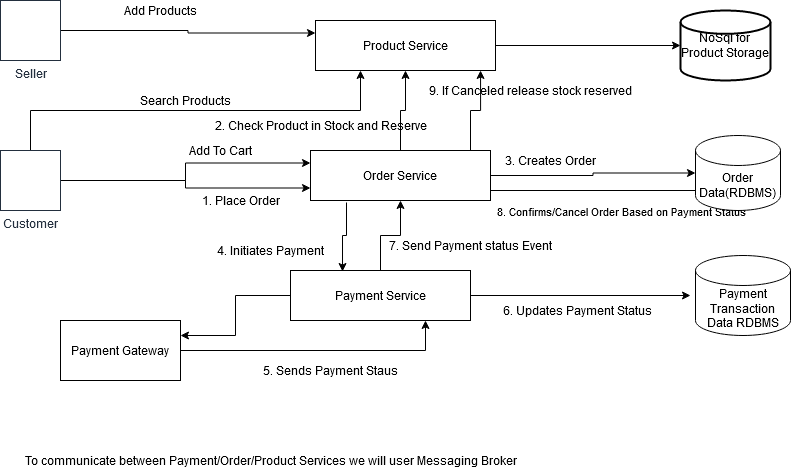 Add Products
Seller
Product Service
NoSql for
Product Storage
Search Products
9. If Canceled release stock reserved
2. Check Product in Stock and Reserve
Add To Cart
Customer
1. Place Order
Order Service
3. Creates Order
Order
Data(RDBMS)
8. Confirms/Cancel Order Based on Payment Status
4. Initiates Payment
7. Send Payment status Event
Payment Service
6. Updates Payment Status
Payment
Transaction
Data RDBMS
Payment Gateway
5. Sends Payment Staus
To communicate between Payment/Order/Product Services we will user Messaging Broker